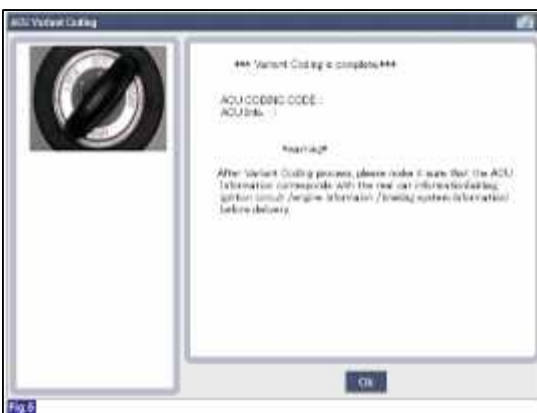 ACU Variant Coding
*** Variant Coding is complete.***
ACU CODING CODE :
ACU Info. :
After Variant Coding process, please make it sure that the ACU
Information corresponds with the real car information
ignition circuit /engine information /braking system information/
before delivery.
Ok
Fig.6